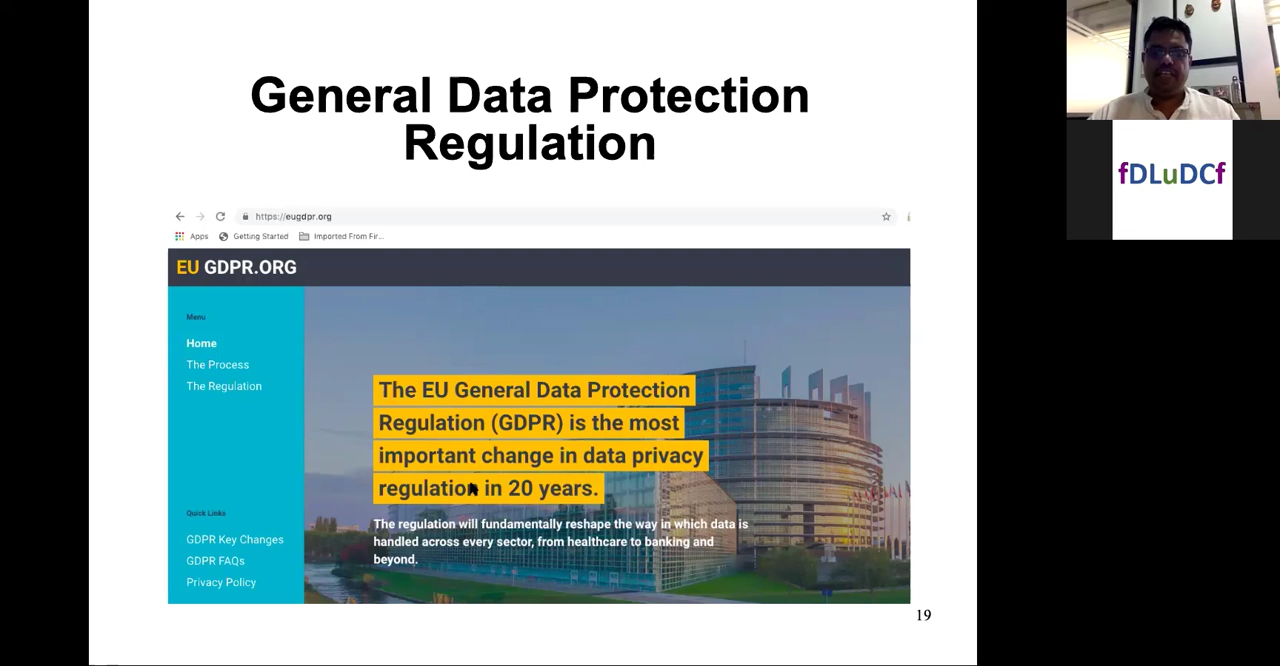 General Data Protection
Regulation
https://eugdpr.org
Apps Getting Started Imported From Fir...
EU GDPR.ORG
Menu
Home
The Process
The Regulation
The EU General Data Protection
Regulation (GDPR) is the most
important change in data privacy
regulation in 20 years.
The regulation will fundamentally reshape the way in which data is
handled across every sector, from healthcare to banking and
beyond.
Quick Links
GDPR Key Changes
GDPR FAQs
Privacy Policy
19
fDLuDCf